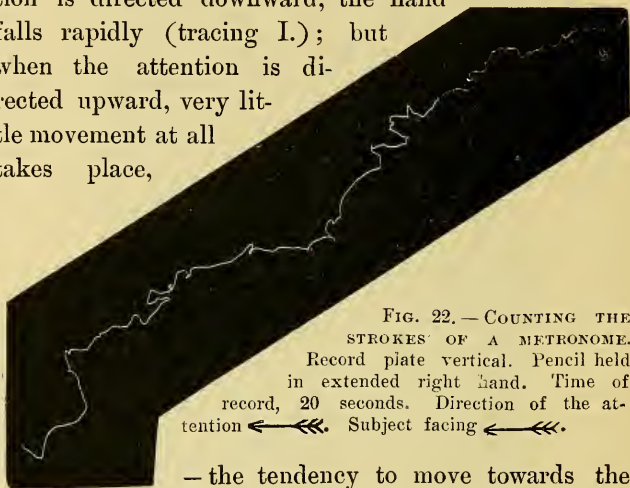 tion is directed downward, the hand
falls rapidly (tracing I.); but
when the attention is di-
rected upward, very lit-
tle movement at all
takes place,
FIG. 22. — COUNTING THE
STROKES OF A METRONOME.
Record plate vertical. Pencil held
in extended right hand. Time of
record, 20 seconds. Direction of the at-
tention ⟵. Subject facing ⟵.
— the tendency to move towards the